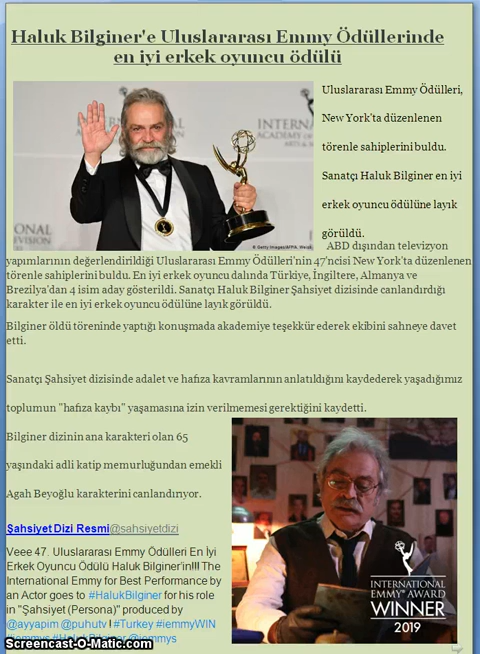 Haluk Bilginer'e Uluslararası Emmy Ödüllerinde
en iyi erkek oyuncu ödülü
Uluslararası Emmy Ödülleri,
New York'ta düzenlenen
törenle sahiplerini buldu.
Sanatçı Haluk Bilginer en iyi
erkek oyuncu ödülüne layık
görüldü.
ABD dışından televizyon
yapımlarının değerlendirildiği Uluslararası Emmy Ödülleri'nin 47'ncisi New York'ta düzenlenen
törenle sahiplerini buldu. En iyi erkek oyuncu dalında Türkiye, İngiltere, Almanya ve
Brezilya'dan 4 isim aday gösterildi. Sanatçı Haluk Bilginer Şahsiyet dizisinde canlandırdığı
karakter ile en iyi erkek oyuncu ödülüne layık görüldü.
Bilginer öldü töreninde yaptığı konuşmada akademiye teşekkür ederek ekibini sahneye davet
etti.
Sanatçı Şahsiyet dizisinde adalet ve hafıza kavramlarının anlatıldığını kaydederek yaşadığımız
toplumun "hafıza kaybı" yaşamasına izin verilmemesi gerektiğini kaydetti.
Bilginer dizinin ana karakteri olan 65
yaşındaki adli katip memurluğundan emekli
Agah Beyoğlu karakterini canlandırıyor.
Şahsiyet Dizi Resmi@sahsiyetdizi
Veee 47. Uluslararası Emmy Ödülleri En İyi
Erkek Oyuncu Ödülü Haluk Bilginer'in!!! The
International Emmy for Best Performance by
an Actor goes to #HalukBilginer for his role
in "Şahsiyet (Persona)" produced by
@ayyapim @puhutv ! #Turkey #iemmyWIN
#iemmys #HalukBilginer @iemmys
INTERNATIONAL
EMMY AWARD
WINNER
2019
Screencast-O-Matic.com